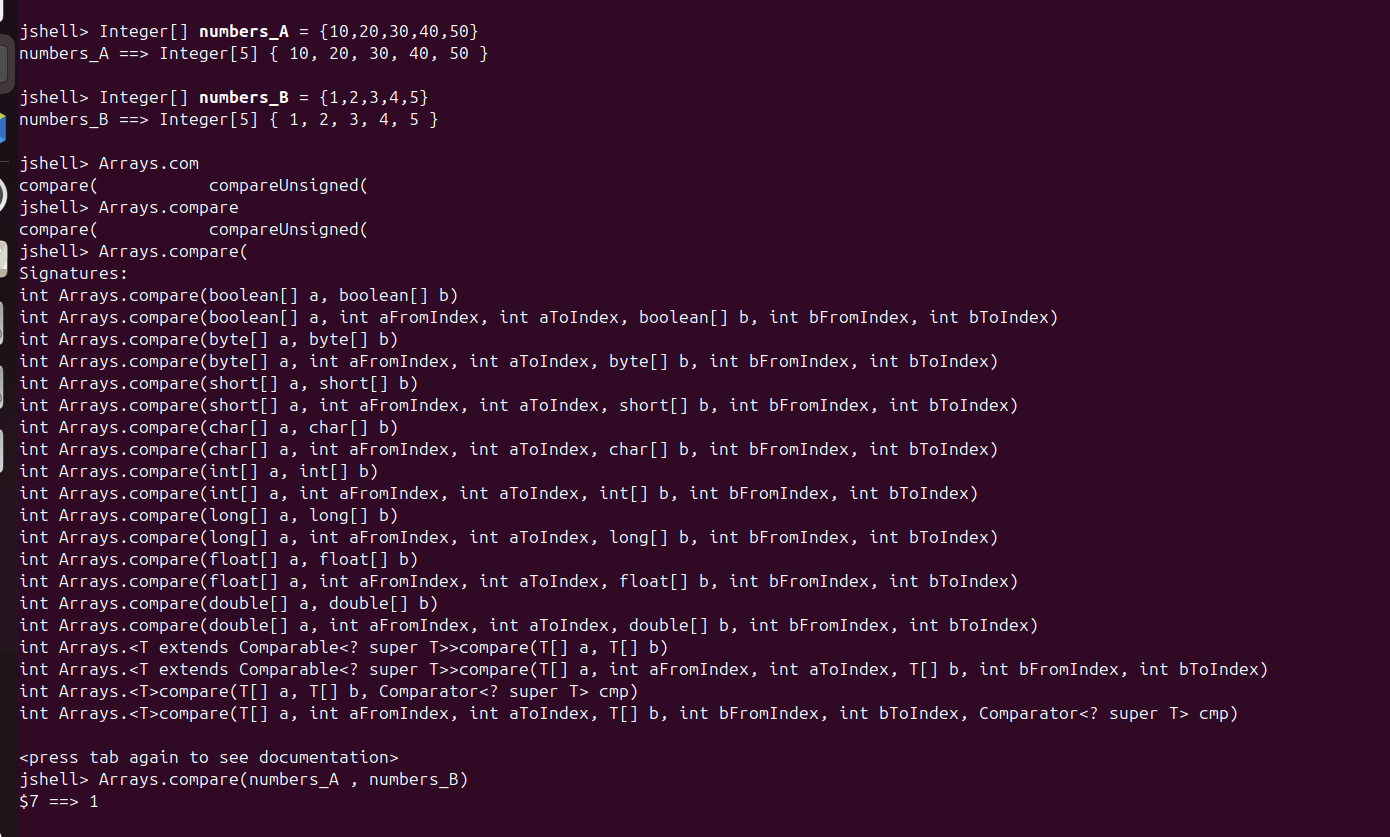 jshell> Integer[] numbers_A = {10,20,30,40,50}
numbers_A ==> Integer[5] { 10, 20, 30, 40, 50 }
jshell> Integer[] numbers_B = {1,2,3,4,5}
numbers_B ==> Integer[5] { 1, 2, 3, 4, 5 }
jshell> Arrays.com
compare(           compareUnsigned(
jshell> Arrays.compare
compare(           compareUnsigned(
jshell> Arrays.compare(
Signatures:
int Arrays.compare(boolean[] a, boolean[] b)
int Arrays.compare(boolean[] a, int aFromIndex, int aToIndex, boolean[] b, int bFromIndex, int bToIndex)
int Arrays.compare(byte[] a, byte[] b)
int Arrays.compare(byte[] a, int aFromIndex, int aToIndex, byte[] b, int bFromIndex, int bToIndex)
int Arrays.compare(short[] a, short[] b)
int Arrays.compare(short[] a, int aFromIndex, int aToIndex, short[] b, int bFromIndex, int bToIndex)
int Arrays.compare(char[] a, char[] b)
int Arrays.compare(char[] a, int aFromIndex, int aToIndex, char[] b, int bFromIndex, int bToIndex)
int Arrays.compare(int[] a, int[] b)
int Arrays.compare(int[] a, int aFromIndex, int aToIndex, int[] b, int bFromIndex, int bToIndex)
int Arrays.compare(long[] a, long[] b)
int Arrays.compare(long[] a, int aFromIndex, int aToIndex, long[] b, int bFromIndex, int bToIndex)
int Arrays.compare(float[] a, float[] b)
int Arrays.compare(float[] a, int aFromIndex, int aToIndex, float[] b, int bFromIndex, int bToIndex)
int Arrays.compare(double[] a, double[] b)
int Arrays.compare(double[] a, int aFromIndex, int aToIndex, double[] b, int bFromIndex, int bToIndex)
int Arrays.<T extends Comparable<? super T>>compare(T[] a, T[] b)
int Arrays.<T extends Comparable<? super T>>compare(T[] a, int aFromIndex, int aToIndex, T[] b, int bFromIndex, int bToIndex)
int Arrays.<T>compare(T[] a, T[] b, Comparator<? super T> cmp)
int Arrays.<T>compare(T[] a, int aFromIndex, int aToIndex, T[] b, int bFromIndex, int bToIndex, Comparator<? super T> cmp)
<press tab again to see documentation>
jshell> Arrays.compare(numbers_A , numbers_B)
$7 ==> 1